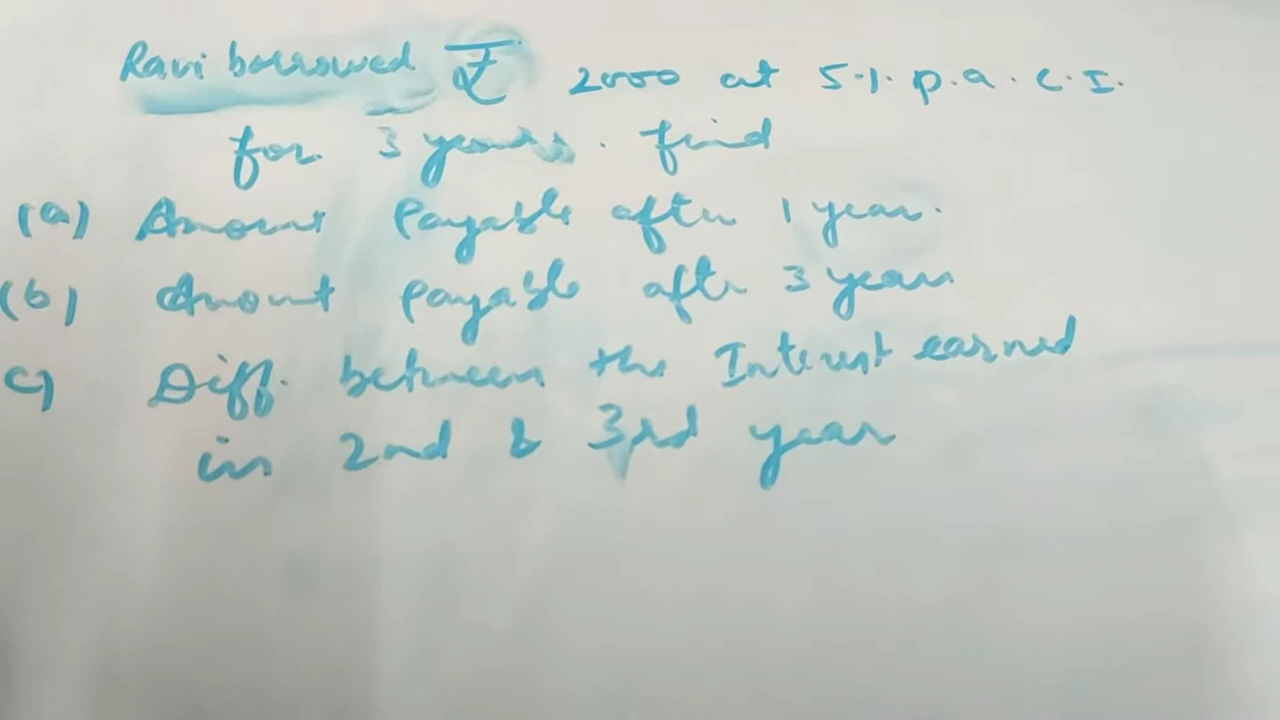 Ravi borrowed ₹ 2000 at 5% p.a. C.I.
for 3 years. find
(a) Amount Payable after 1 year.
(b) Amount payable after 3 years
c) Diff. between the Interest earned
in 2nd & 3rd year